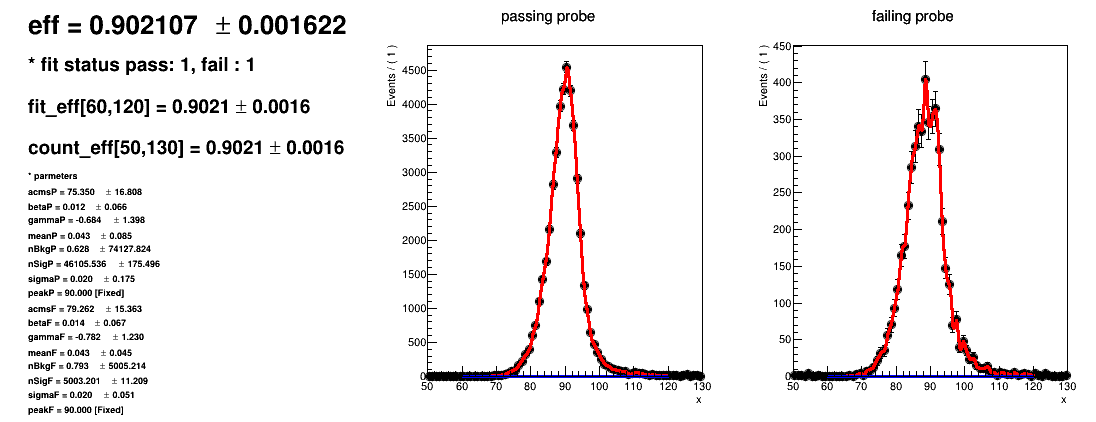 eff = 0.902107 ± 0.001622
* fit status pass: 1, fail : 1
fit_eff[60,120] = 0.9021 ± 0.0016
count_eff[50,130] = 0.9021 ± 0.0016
* parmeters
acmsP = 75.350 ± 16.808
betaP = 0.012 ± 0.066
gammaP = -0.684 ± 1.398
meanP = 0.043 ± 0.085
nBkgP = 0.628 ± 74127.824
nSigP = 46105.536 ± 175.496
sigmaP = 0.020 ± 0.175
peakP = 90.000 [Fixed]
acmsF = 79.262 ± 15.363
betaF = 0.014 ± 0.067
gammaF = -0.782 ± 1.230
meanF = 0.043 ± 0.045
nBkgF = 0.793 ± 5005.214
nSigF = 5003.201 ± 11.209
sigmaF = 0.020 ± 0.051
peakF = 90.000 [Fixed]
passing probe
Events / ( 1 )
4500
4000
3500
3000
2500
2000
1500
1000
500
0
50 60 70 80 90 100 110 120 130
x
failing probe
Events / ( 1 )
450
400
350
300
250
200
150
100
50
0
50 60 70 80 90 100 110 120 130
x